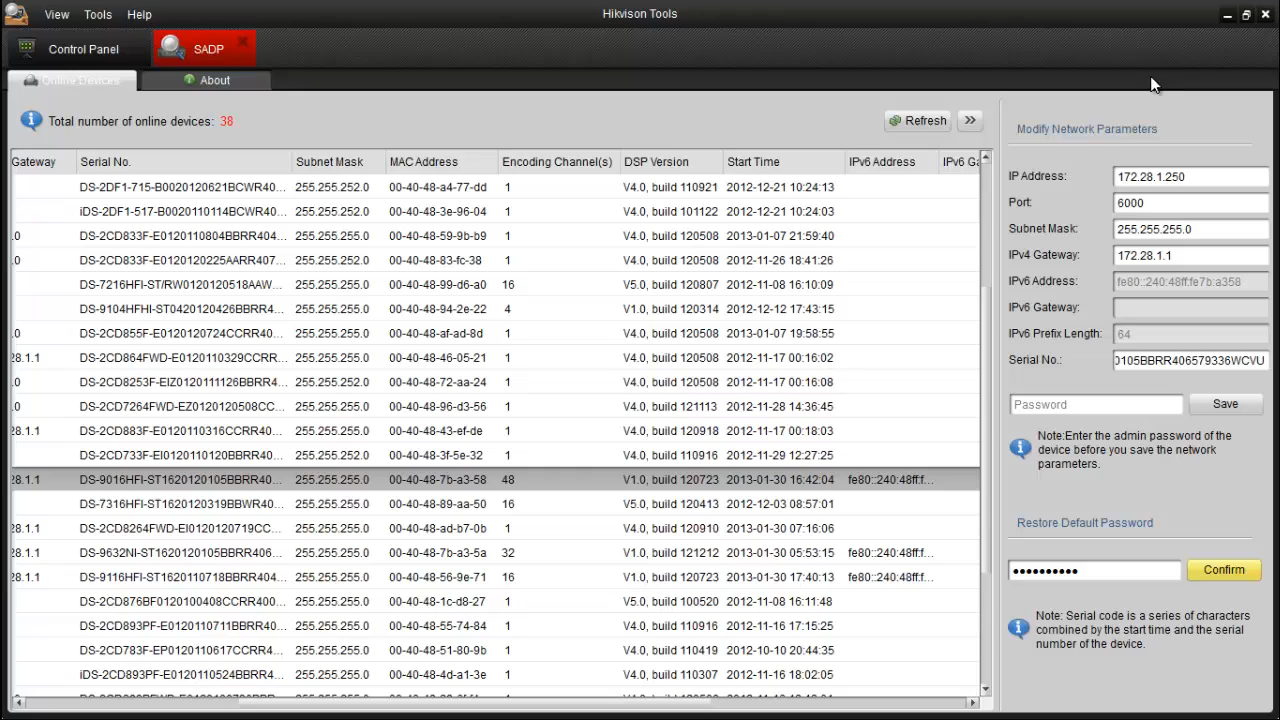 View Tools Help Hikvison Tools
Control Panel SADP
Online Devices About
Total number of online devices: 38 Refresh >>
Gateway Serial No. Subnet Mask MAC Address Encoding Channel(s) DSP Version Start Time IPv6 Address IPv6 Ga
DS-2DF1-715-B0020120621BCWR40... 255.255.252.0 00-40-48-a4-77-dd 1 V4.0, build 110921 2012-12-21 10:24:13
iDS-2DF1-517-B0020110114BCWR40... 255.255.252.0 00-40-48-3e-96-04 1 V4.0, build 101122 2012-12-21 10:24:03
.0 DS-2CD833F-E0120110804BBRR404... 255.255.255.0 00-40-48-59-9b-b9 1 V4.0, build 120508 2013-01-07 21:59:40
.0 DS-2CD833F-E0120120225AARR407... 255.255.255.0 00-40-48-83-fc-38 1 V4.0, build 120508 2012-11-26 18:41:26
DS-7216HFI-ST/RW0120120518AAW... 255.255.255.0 00-40-48-99-d6-a0 16 V5.0, build 120807 2012-11-08 16:10:09
DS-9104HFHI-ST0420120426BBRR4... 255.255.255.0 00-40-48-94-2e-22 4 V1.0, build 120314 2012-12-12 17:43:15
.0 DS-2CD855F-E0120120724CCRR40... 255.255.255.0 00-40-48-af-ad-8d 1 V4.0, build 120508 2013-01-07 19:58:55
28.1.1 DS-2CD864FWD-E0120110329CCRR... 255.255.255.0 00-40-48-46-05-21 1 V4.0, build 120508 2012-11-17 00:16:02
.0 DS-2CD8253F-EIZ0120111126BBRR4... 255.255.255.0 00-40-48-72-aa-24 1 V4.0, build 120508 2012-11-17 00:16:08
.0 DS-2CD7264FWD-EZ0120120508CC... 255.255.255.0 00-40-48-96-d3-56 1 V4.0, build 121113 2012-11-28 14:36:45
28.1.1 DS-2CD883F-E0120110316CCRR40... 255.255.255.0 00-40-48-43-ef-de 1 V4.0, build 120918 2012-11-17 00:18:03
DS-2CD733F-EI0120110120BBRR40... 255.255.255.0 00-40-48-3f-5e-32 1 V4.0, build 110916 2012-11-29 12:27:25
28.1.1 DS-9016HFI-ST1620120105BBRR40... 255.255.255.0 00-40-48-7b-a3-58 48 V1.0, build 120723 2013-01-30 16:42:04 fe80::240:48ff:f...
DS-7316HFI-ST1620120319BBWR40... 255.255.255.0 00-40-48-89-aa-50 16 V5.0, build 120413 2012-12-03 08:57:01
28.1.1 DS-2CD8264FWD-EI0120120719CC... 255.255.255.0 00-40-48-ad-b7-0b 1 V4.0, build 120910 2013-01-30 07:16:06
28.1.1 DS-9632NI-ST1620120105BBRR406... 255.255.255.0 00-40-48-7b-a3-5a 32 V1.0, build 121212 2013-01-30 05:53:15 fe80::240:48ff:f...
28.1.1 DS-9116HFI-ST1620110718BBRR404... 255.255.255.0 00-40-48-56-9e-71 16 V1.0, build 120723 2013-01-30 17:40:13 fe80::240:48ff:f...
DS-2CD876BF0120100408CCRR400... 255.255.255.0 00-40-48-1c-d8-27 1 V5.0, build 100520 2012-11-08 16:11:48
DS-2CD893PF-E0120110711BBRR40... 255.255.255.0 00-40-48-55-74-84 1 V4.0, build 110916 2012-11-16 17:15:25
DS-2CD783F-EP0120110617CCRR4... 255.255.255.0 00-40-48-51-80-9b 1 V4.0, build 110419 2012-10-10 20:44:35
iDS-2CD893PF-E0120110524BBRR4... 255.255.255.0 00-40-48-4d-a1-3e 1 V4.0, build 110307 2012-11-16 18:02:05
Modify Network Parameters
IP Address: 172.28.1.250
Port: 6000
Subnet Mask: 255.255.255.0
IPv4 Gateway: 172.28.1.1
IPv6 Address: fe80::240:48ff:fe7b:a358
IPv6 Gateway:
IPv6 Prefix Length: 64
Serial No.: 0105BBRR406579336WCVU
Password Save
Note:Enter the admin password of the
device before you save the network
parameters.
Restore Default Password
●●●●●●●●●● Confirm
Note: Serial code is a series of characters
combined by the start time and the serial
number of the device.